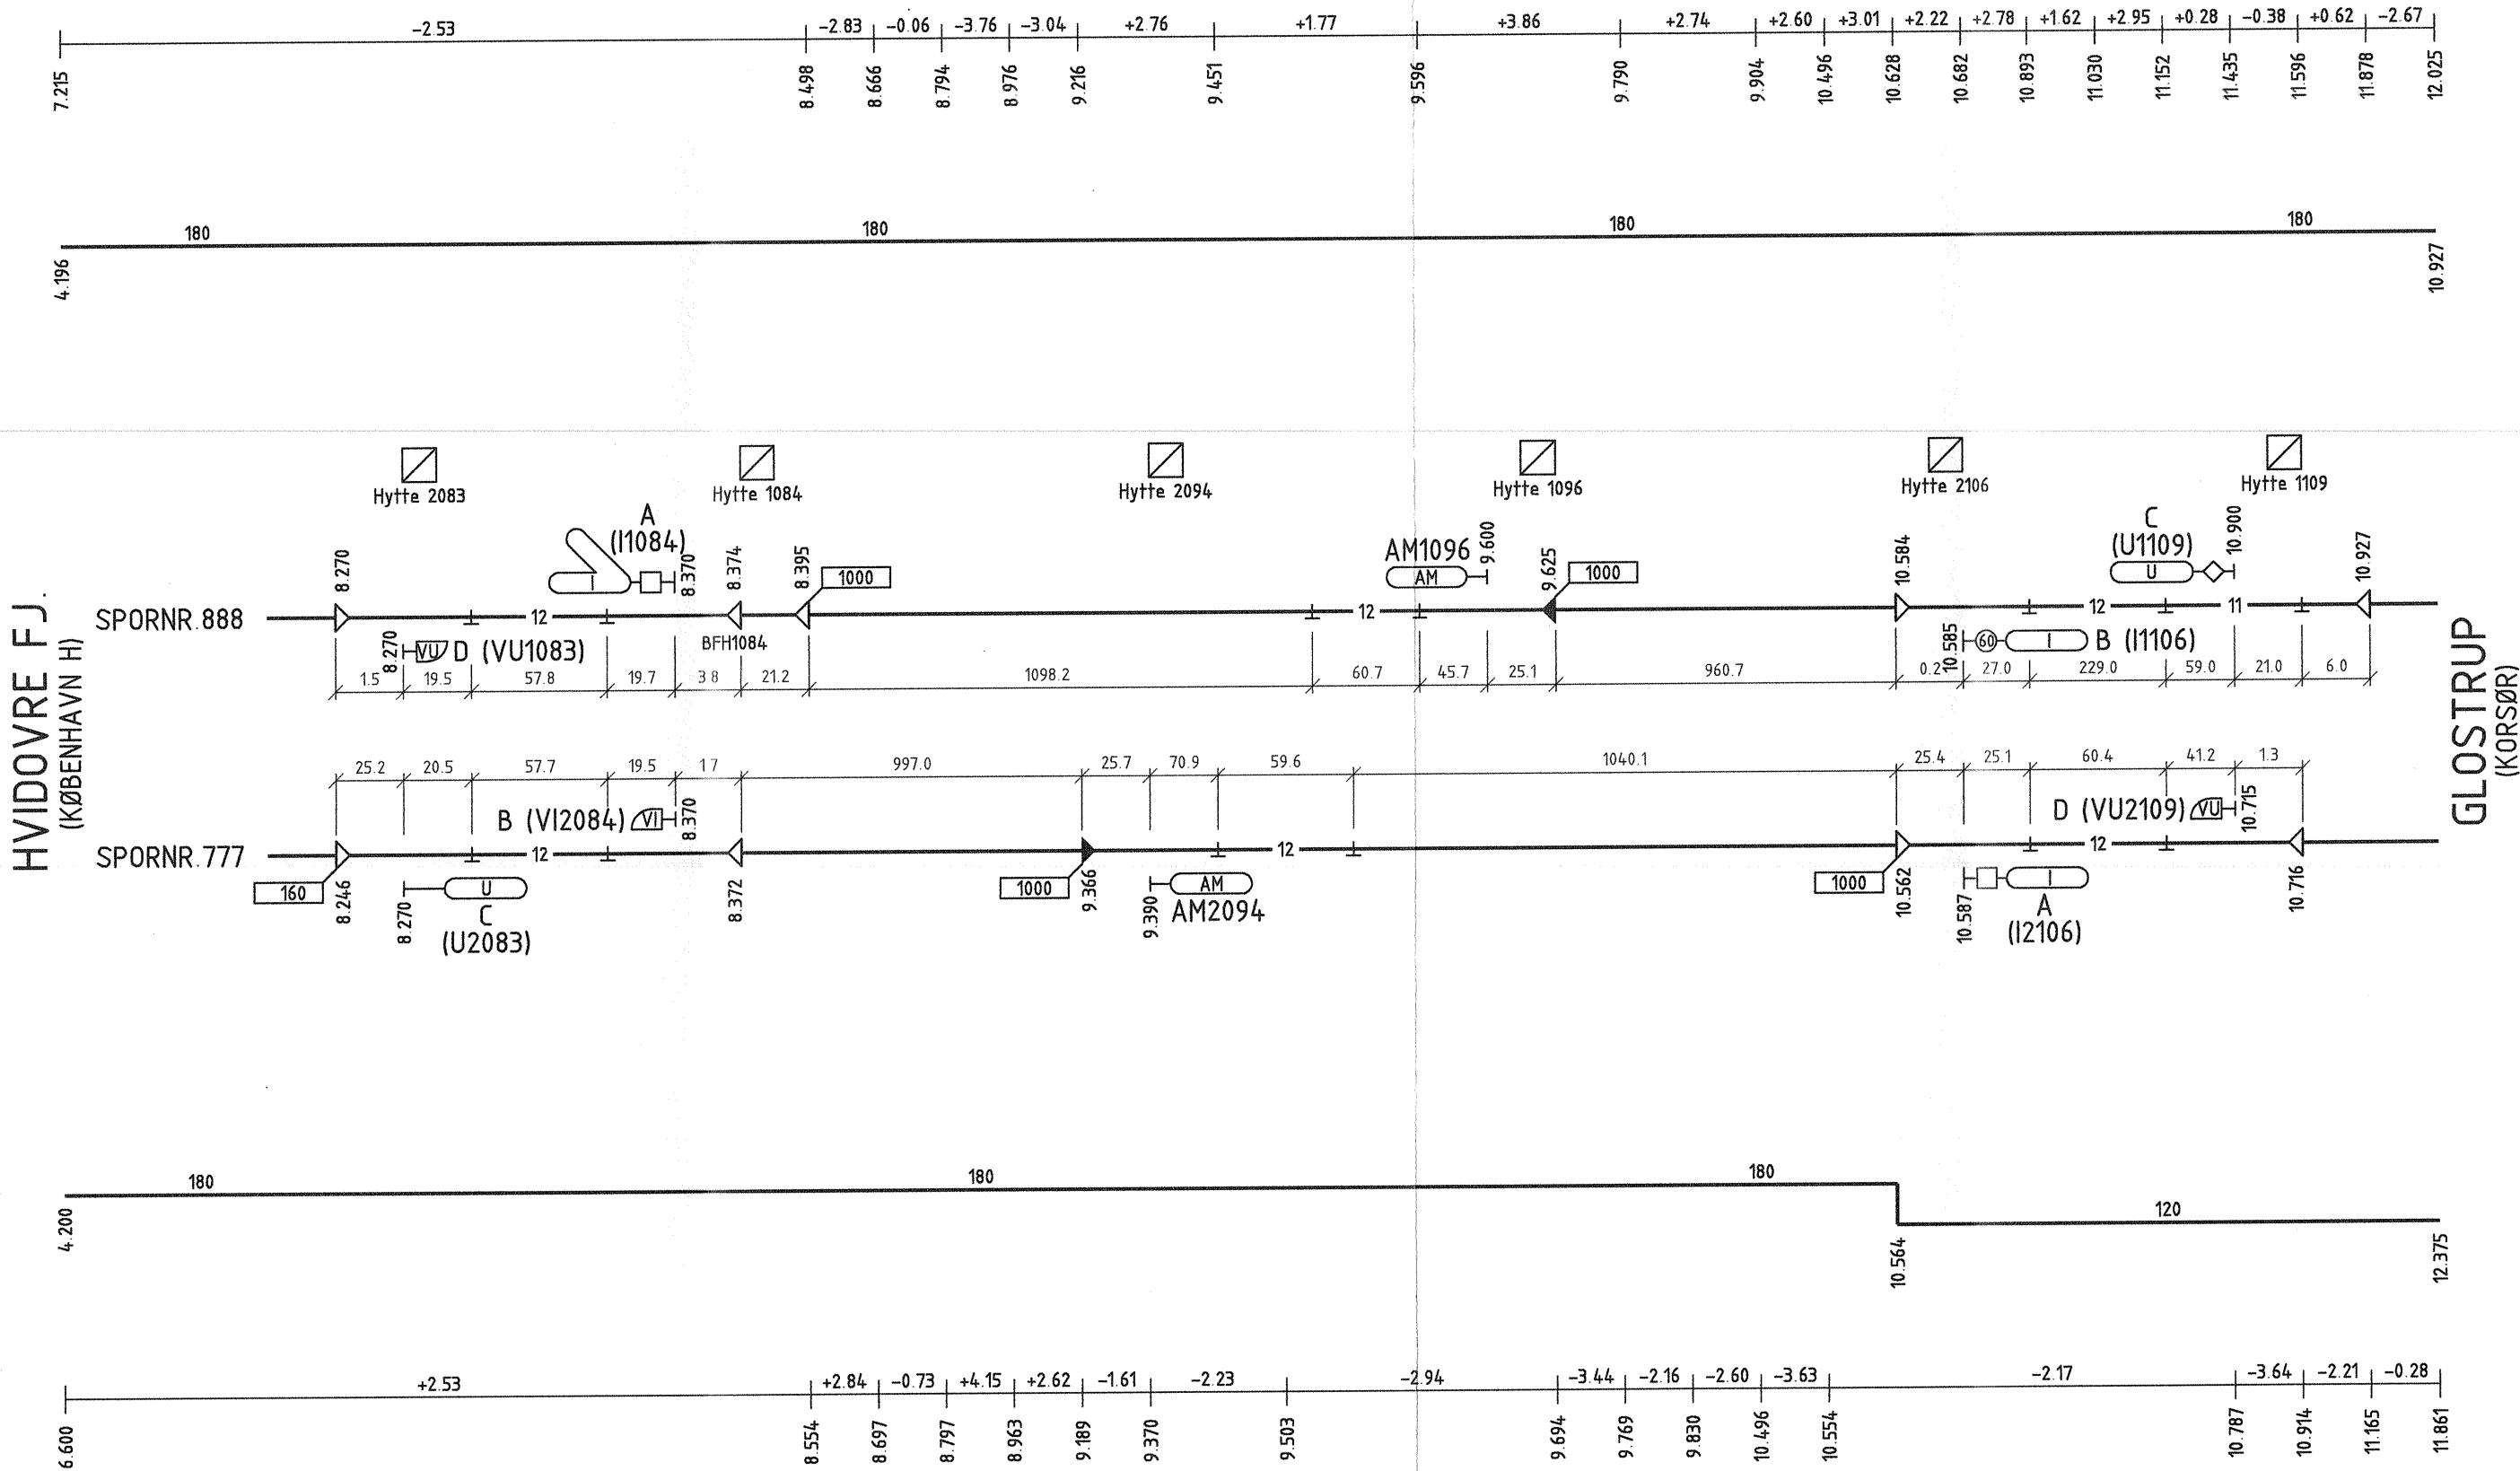 −2.53 −2.83 −0.06 −3.76 −3.04 +2.76 +1.77 +3.86 +2.74 +2.60 +3.01 +2.22 +2.78 +1.62 +2.95 +0.28 −0.38 +0.62 −2.67
7.215 8.498 8.666 8.794 8.976 9.216 9.451 9.596 9.790 9.904 10.496 10.628 10.682 10.893 11.030 11.152 11.435 11.596 11.878 12.025
180 180 180 180
4.196 10.927
Hytte 2083 Hytte 1084 Hytte 2094 Hytte 1096 Hytte 2106 Hytte 1109
HVIDOVRE FJ.
(KØBENHAVN H)
GLOSTRUP
(KORSØR)
A
(I1084)
I
8.270 8.370 8.374 8.395 1000
AM1096
AM
9.600 9.625 1000
10.584
C
(U1109)
U
10.900 10.927
SPORNR.888
12 12 12 11
8.270 VU D (VU1083)
BFH1084
10.585 60 I B (I1106)
1.5 19.5 57.8 19.7 3.8 21.2 1098.2 60.7 45.7 25.1 960.7 0.2 27.0 229.0 59.0 21.0 6.0
25.2 20.5 57.7 19.5 1.7 997.0 25.7 70.9 59.6 1040.1 25.4 25.1 60.4 41.2 1.3
B (VI2084) VI 8.370
D (VU2109) VU 10.715
SPORNR.777
12 12 12
160 8.246 8.270 U
C
(U2083)
8.372
1000 9.366 9.390 AM
AM2094
1000 10.562 10.587 I
A
(I2106)
10.716
180 180 180
120
4.200 10.564 12.375
+2.53 +2.84 −0.73 +4.15 +2.62 −1.61 −2.23 −2.94 −3.44 −2.16 −2.60 −3.63 −2.17 −3.64 −2.21 −0.28
6.600 8.554 8.697 8.797 8.963 9.189 9.370 9.503 9.694 9.769 9.830 10.496 10.554 10.787 10.914 11.165 11.861